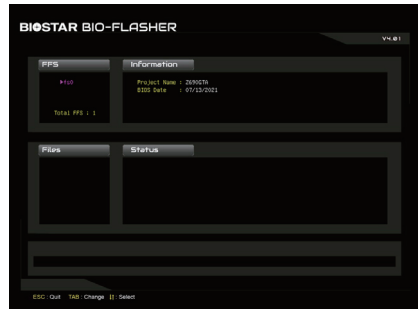 BIOSTAR BIO-FLASHER
V4.01
FFS
Information
▶fs0
Project Name : Z690GTA
BIOS Date : 07/13/2021
Total FFS : 1
Files
Status
ESC : Quit TAB : Change ↑↓ : Select